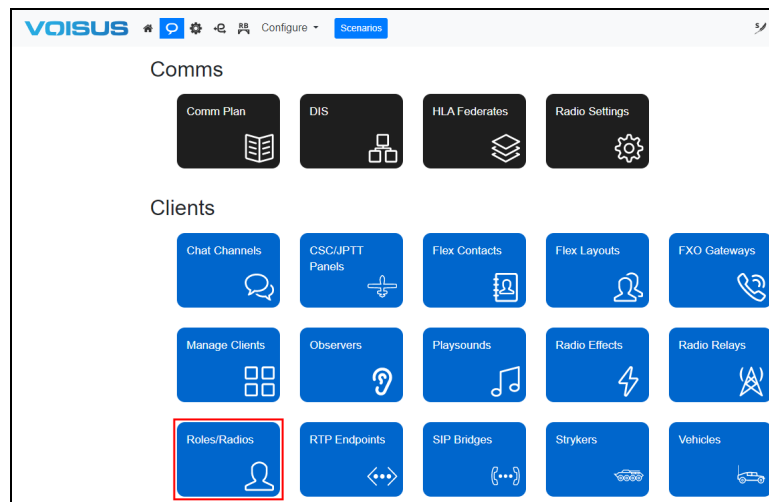 VOISUS RB Configure Scenarios S
Comms
Comm Plan DIS HLA Federates Radio Settings
Clients
Chat Channels CSC/JPTT Panels Flex Contacts Flex Layouts FXO Gateways
Manage Clients Observers Playsounds Radio Effects Radio Relays
Roles/Radios RTP Endpoints SIP Bridges Strykers Vehicles